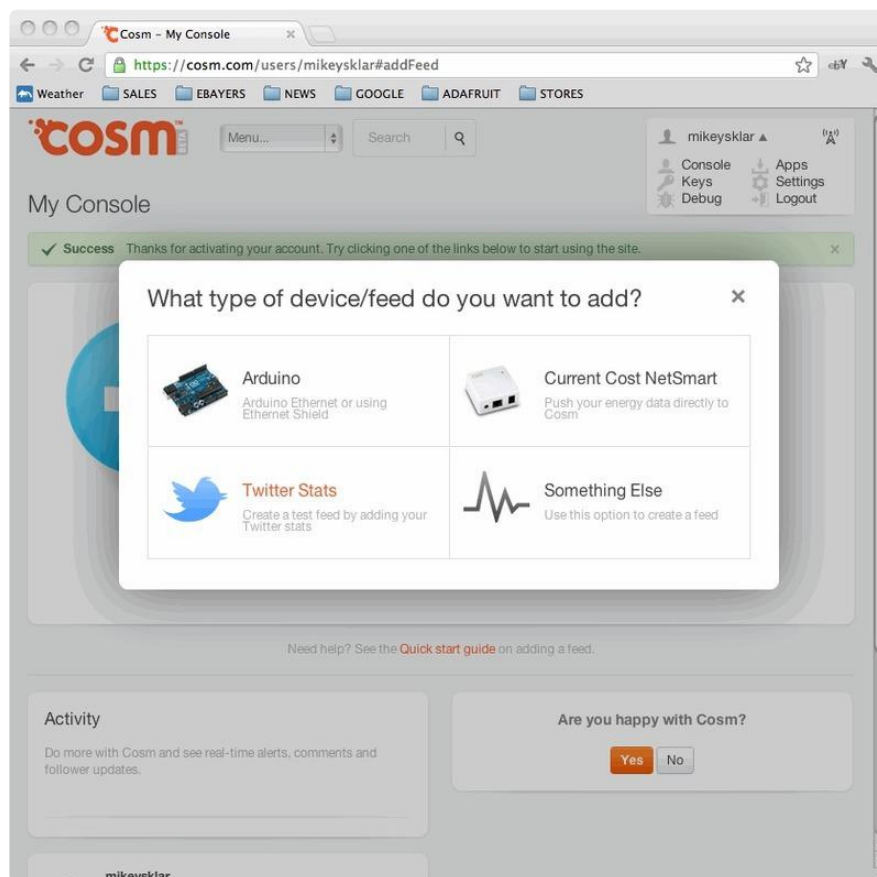 Cosm - My Console
https://cosm.com/users/mikeysklar#addFeed
ebY
Weather SALES EBAYERS NEWS GOOGLE ADAFRUIT STORES
COSM™
BETA
Menu...
Search
mikeysklar
Console Apps
Keys Settings
Debug Logout
My Console
Success Thanks for activating your account. Try clicking one of the links below to start using the site.
What type of device/feed do you want to add?
Arduino
Arduino Ethernet or using
Ethernet Shield
Current Cost NetSmart
Push your energy data directly to
Cosm
Twitter Stats
Create a test feed by adding your
Twitter stats
Something Else
Use this option to create a feed
Need help? See the Quick start guide on adding a feed.
Activity
Do more with Cosm and see real-time alerts, comments and
follower updates.
Are you happy with Cosm?
Yes No
mikeysklar